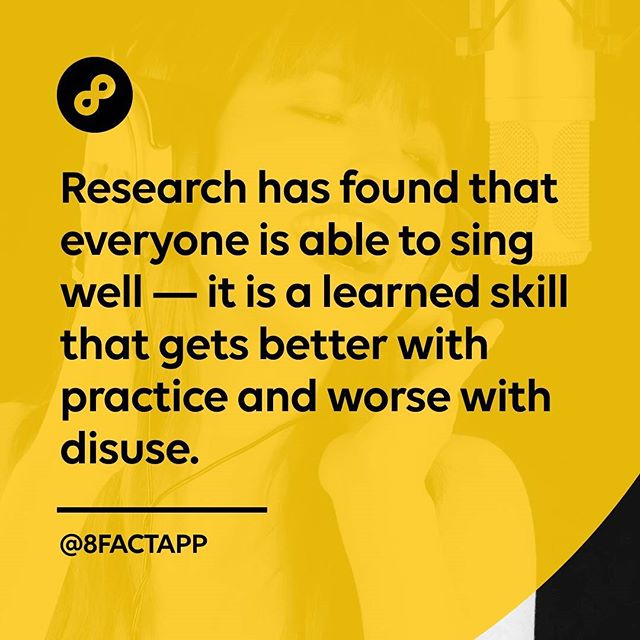 Research has found that
everyone is able to sing
well — it is a learned skill
that gets better with
practice and worse with
disuse.
@8FACTAPP